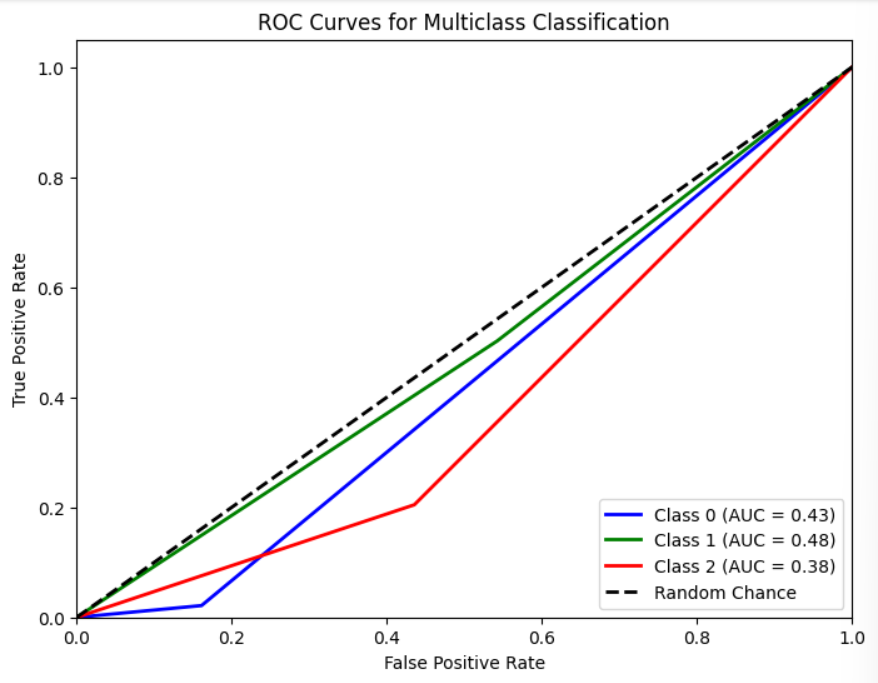 ROC Curves for Multiclass Classification
True Positive Rate
1.0
0.8
0.6
0.4
0.2
0.0
Class 0 (AUC = 0.43)
Class 1 (AUC = 0.48)
Class 2 (AUC = 0.38)
Random Chance
0.0 0.2 0.4 0.6 0.8 1.0
False Positive Rate